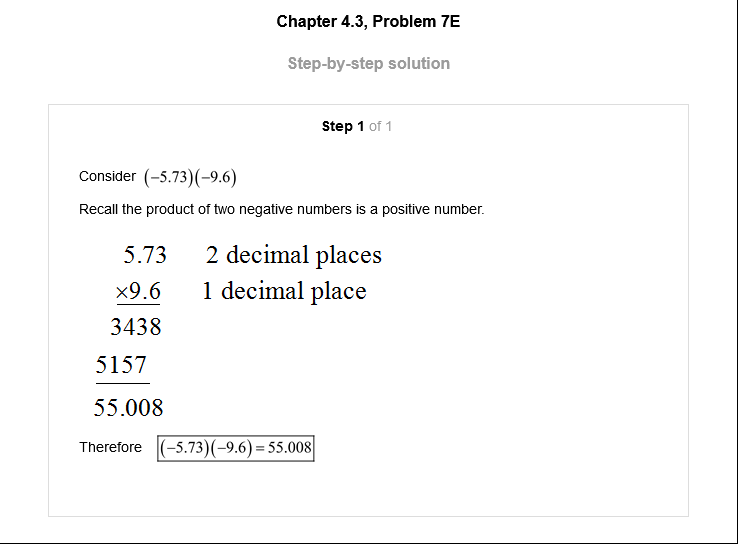 Chapter 4.3, Problem 7E
Step-by-step solution
Step 1 of 1
Consider (−5.73)(−9.6)
Recall the product of two negative numbers is a positive number.
5.73 2 decimal places
×9.6 1 decimal place
3438
5157
55.008
Therefore (−5.73)(−9.6) = 55.008